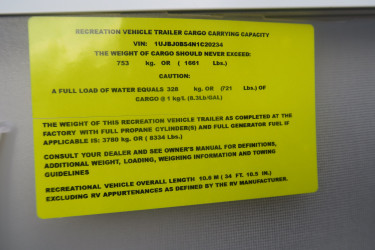 RECREATION VEHICLE TRAILER CARGO CARRYING CAPACITY
VIN: 1UJBJ0BS4N1C20234
THE WEIGHT OF CARGO SHOULD NEVER EXCEED:
753 kg. OR ( 1661 Lbs.)
CAUTION:
A FULL LOAD OF WATER EQUALS 328 kg. OR (721 Lbs.) OF
CARGO @ 1 kg/L (8.3Lb/GAL)
THE WEIGHT OF THIS RECREATION VEHICLE TRAILER AS COMPLETED AT THE
FACTORY WITH FULL PROPANE CYLINDER(S) AND FULL GENERATOR FUEL IF
APPLICABLE IS: 3780 kg. OR ( 8334 Lbs.)
CONSULT YOUR DEALER AND SEE OWNER'S MANUAL FOR DEFINITIONS,
ADDITIONAL WEIGHT, LOADING, WEIGHING INFORMATION AND TOWING
GUIDELINES
RECREATIONAL VEHICLE OVERALL LENGTH 10.6 M ( 34 FT. 10.5 IN.)
EXCLUDING RV APPURTENANCES AS DEFINED BY THE RV MANUFACTURER.